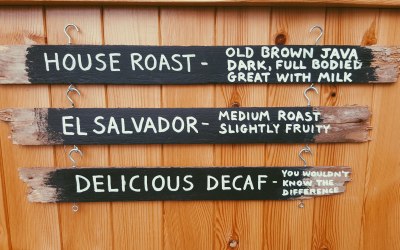 HOUSE ROAST - OLD BROWN JAVA
DARK, FULL BODIED
GREAT WITH MILK
EL SALVADOR - MEDIUM ROAST
SLIGHTLY FRUITY
DELICIOUS DECAF - YOU WOULDN'T
KNOW THE
DIFFERENCE